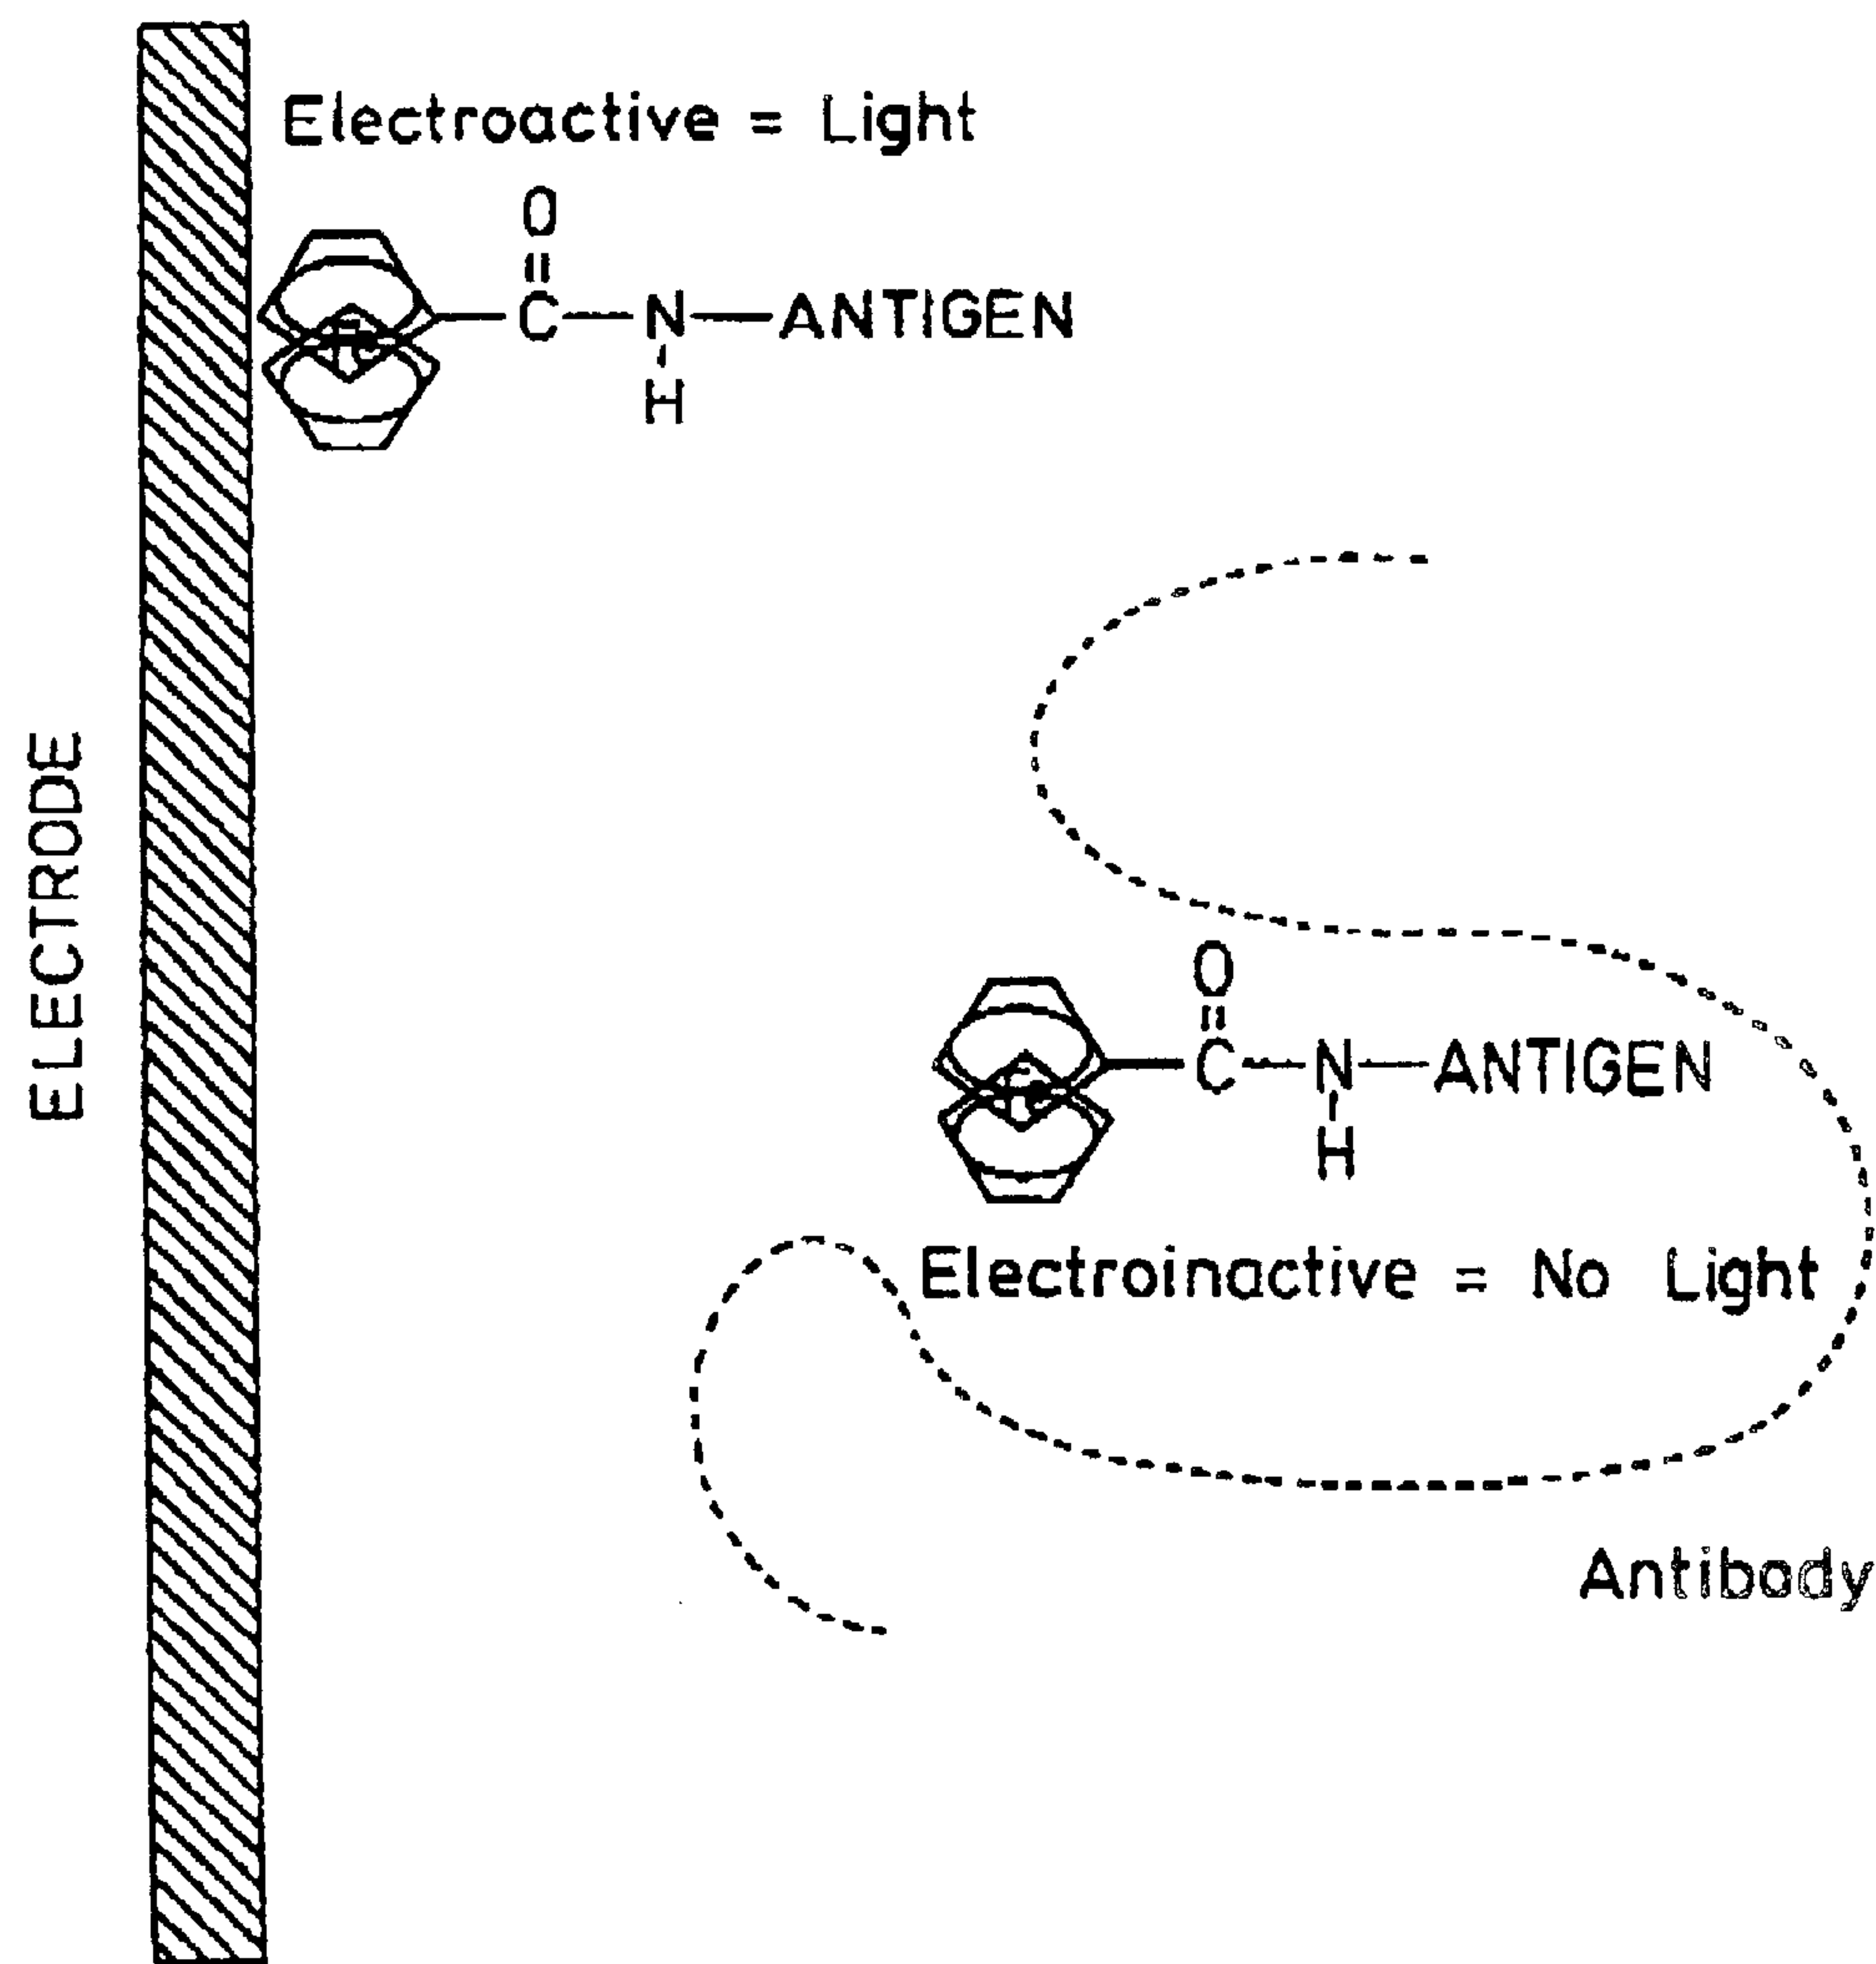 Electroactive = Light
O
C N ANTIGEN
H
ELECTRODE
O
C N ANTIGEN
H
Electroinactive = No Light
Antibody